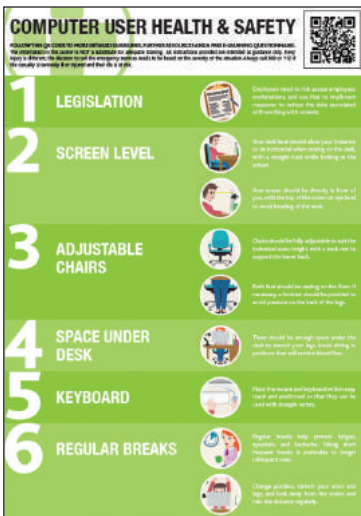 COMPUTER USER HEALTH & SAFETY
1
LEGISLATION
Employers need to risk assess employees
workstations, and use that to implement
measures to reduce the risks associated
with working with screens.
2
SCREEN LEVEL
Your desk height should allow your forearms
to be horizontal when resting on the desk,
with a straight back while looking at the
screen.
Your screen should be directly in front of
you, with the top of the screen at eye level
to avoid bending of the neck.
3
ADJUSTABLE
CHAIRS
Chairs should be fully adjustable to suit the
individual users height, with a back rest to
support the lower back.
Both feet should be resting on the floor. If
necessary, a footrest should be provided to
avoid pressure on the back of the legs.
4
SPACE UNDER
DESK
There should be enough space under the
desk to stretch your legs. Avoid sitting in
positions that will restrict blood flow.
5
KEYBOARD
Place the mouse and keyboard within easy
reach and positioned so that they can be
used with straight wrists.
6
REGULAR BREAKS
Regular breaks help prevent fatigue,
eyestrain, and backache. Taking short
frequent breaks is preferable to longer
infrequent ones.
Change position, stretch your arms and
legs, and look away from the screen and
into the distance regularly.